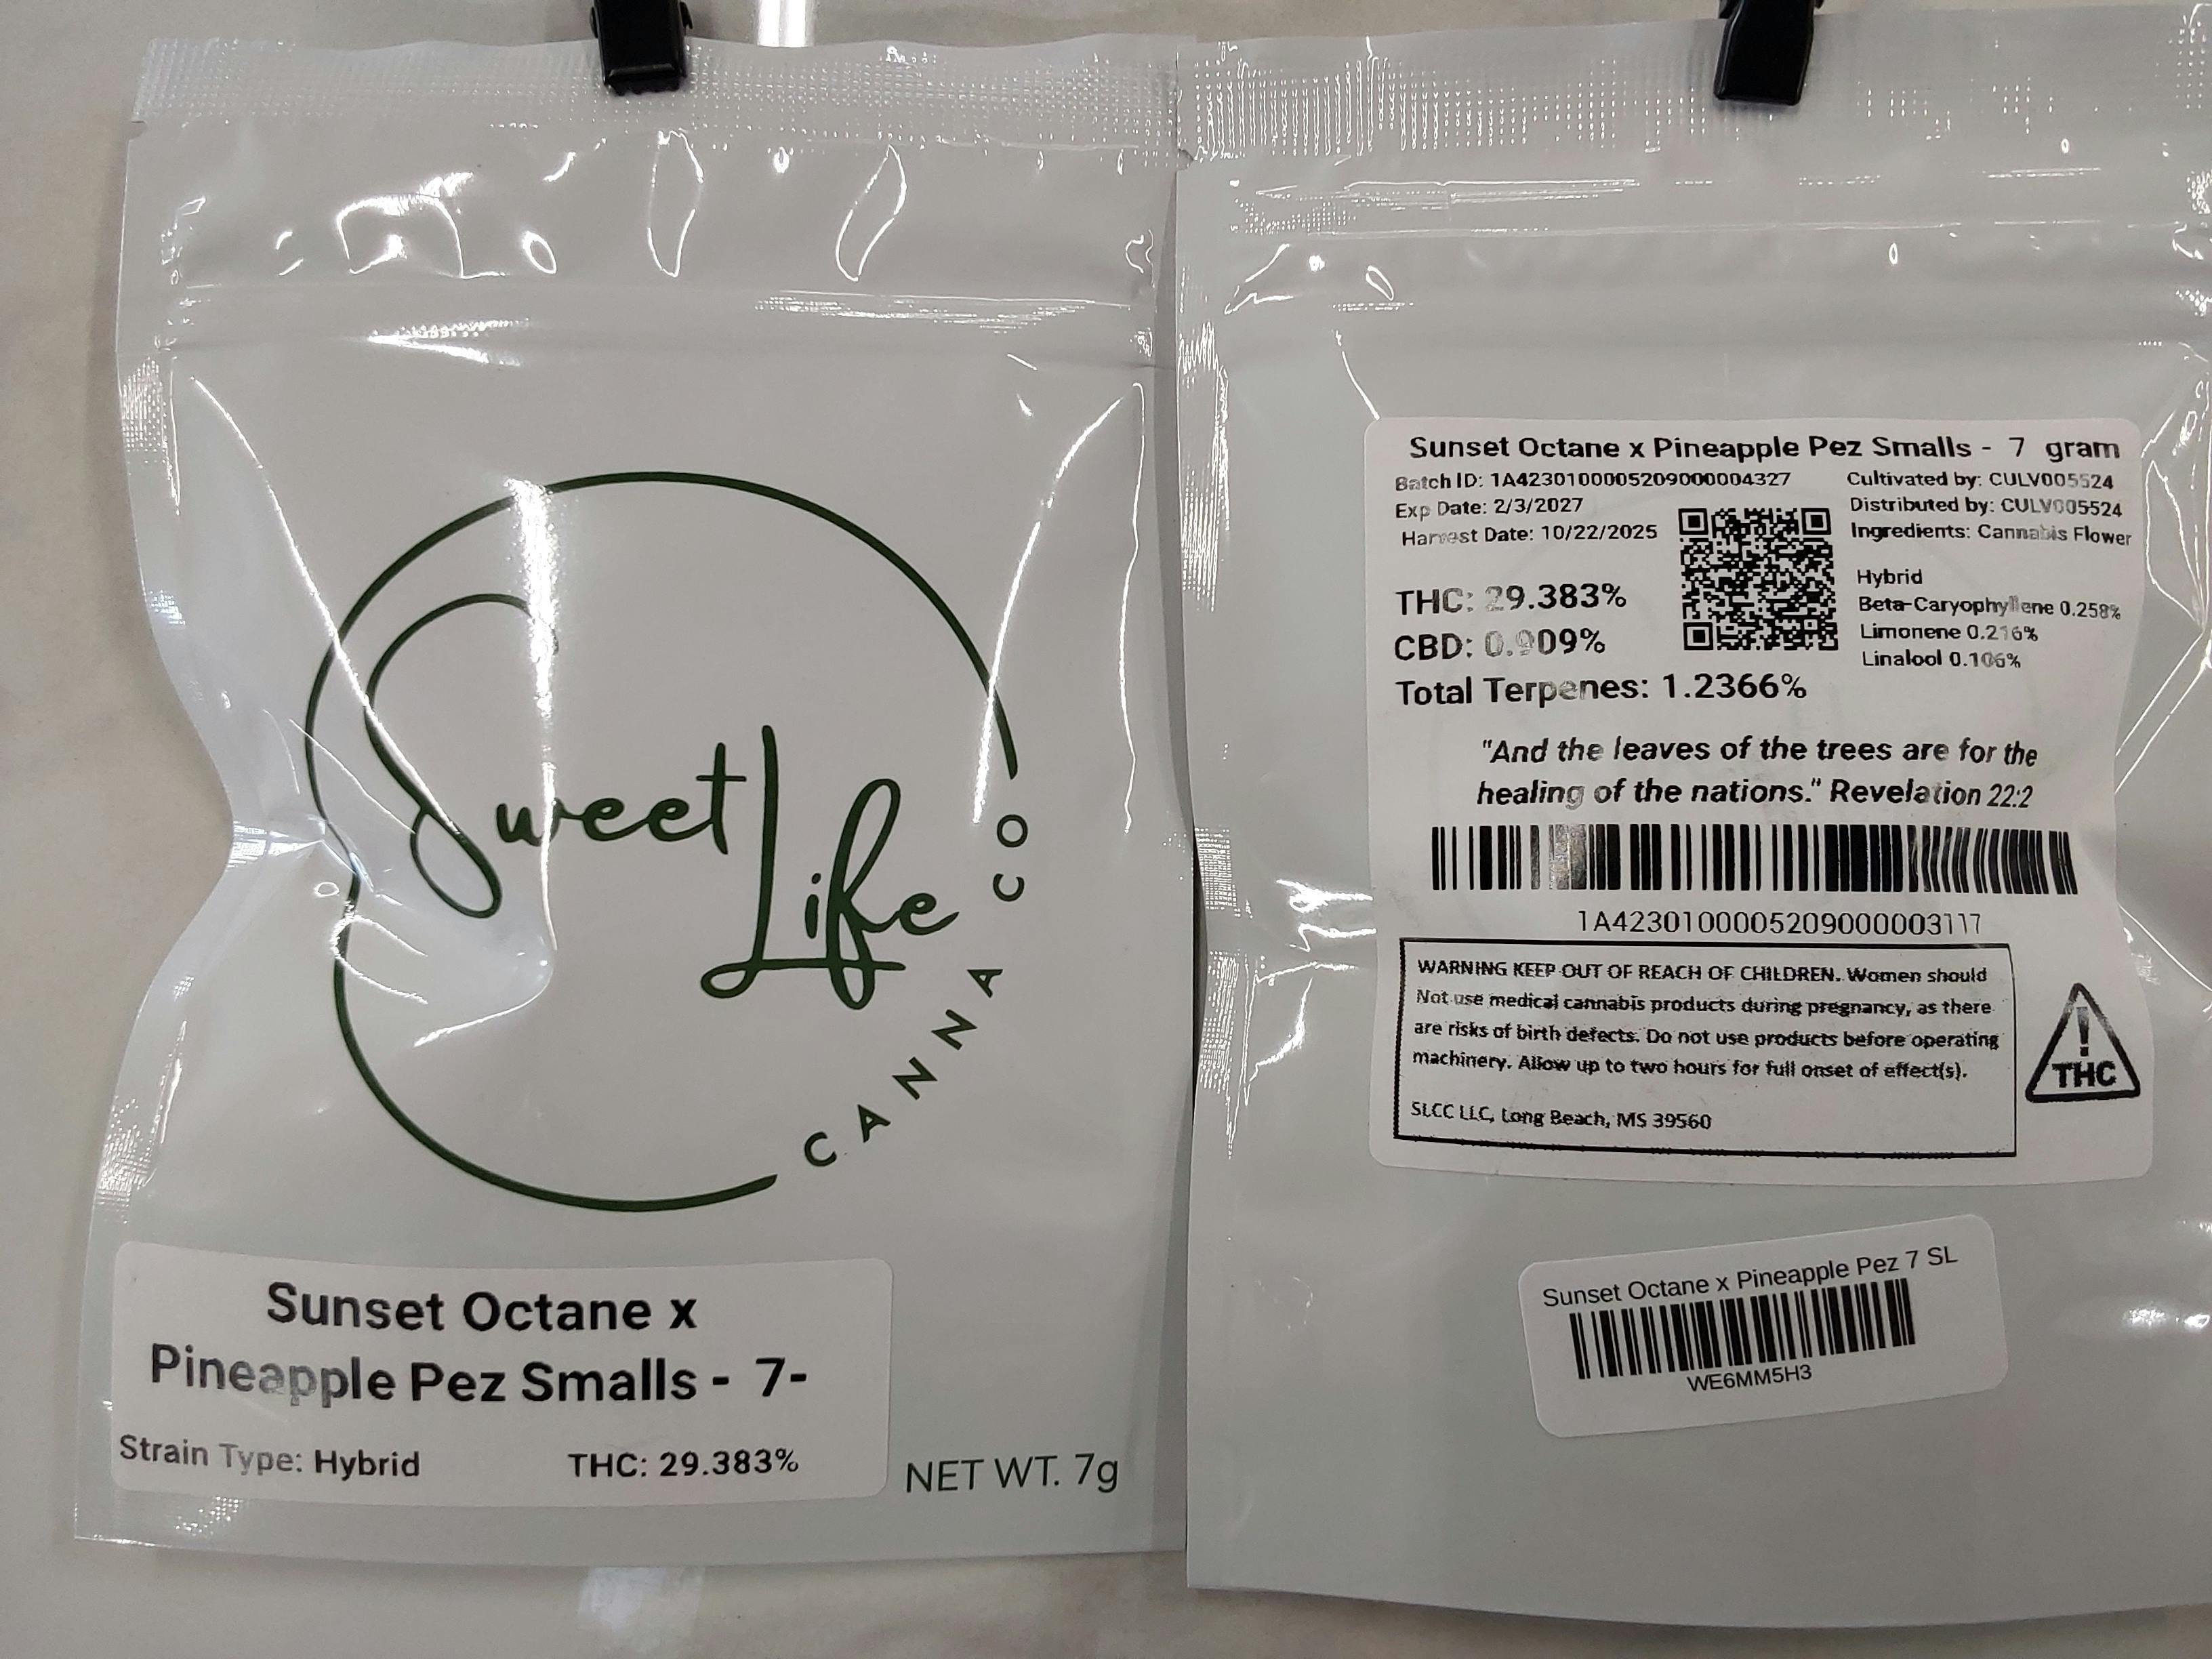 Sweet
Life
CANNA CO
Sunset Octane x
Pineapple Pez Smalls - 7-
Strain Type: Hybrid THC: 29.383%
NET WT. 7g
Sunset Octane x Pineapple Pez Smalls - 7 gram
Batch ID: 1A4230100005209000004327
Exp Date: 2/3/2027
Harvest Date: 10/22/2025
Cultivated by: CULV005524
Distributed by: CULV005524
Ingredients: Cannabis Flower
THC: 29.383%
CBD: 0.909%
Total Terpenes: 1.2366%
Hybrid
Beta-Caryophyllene 0.258%
Limonene 0.216%
Linalool 0.106%
"And the leaves of the trees are for the
healing of the nations." Revelation 22:2
1A4230100005209000003117
WARNING KEEP OUT OF REACH OF CHILDREN. Women should
Not use medical cannabis products during pregnancy, as there
are risks of birth defects. Do not use products before operating
machinery. Allow up to two hours for full onset of effect(s).
SLCC LLC, Long Beach, MS 39560
!
THC
Sunset Octane x Pineapple Pez 7 SL
WE6MM5H3